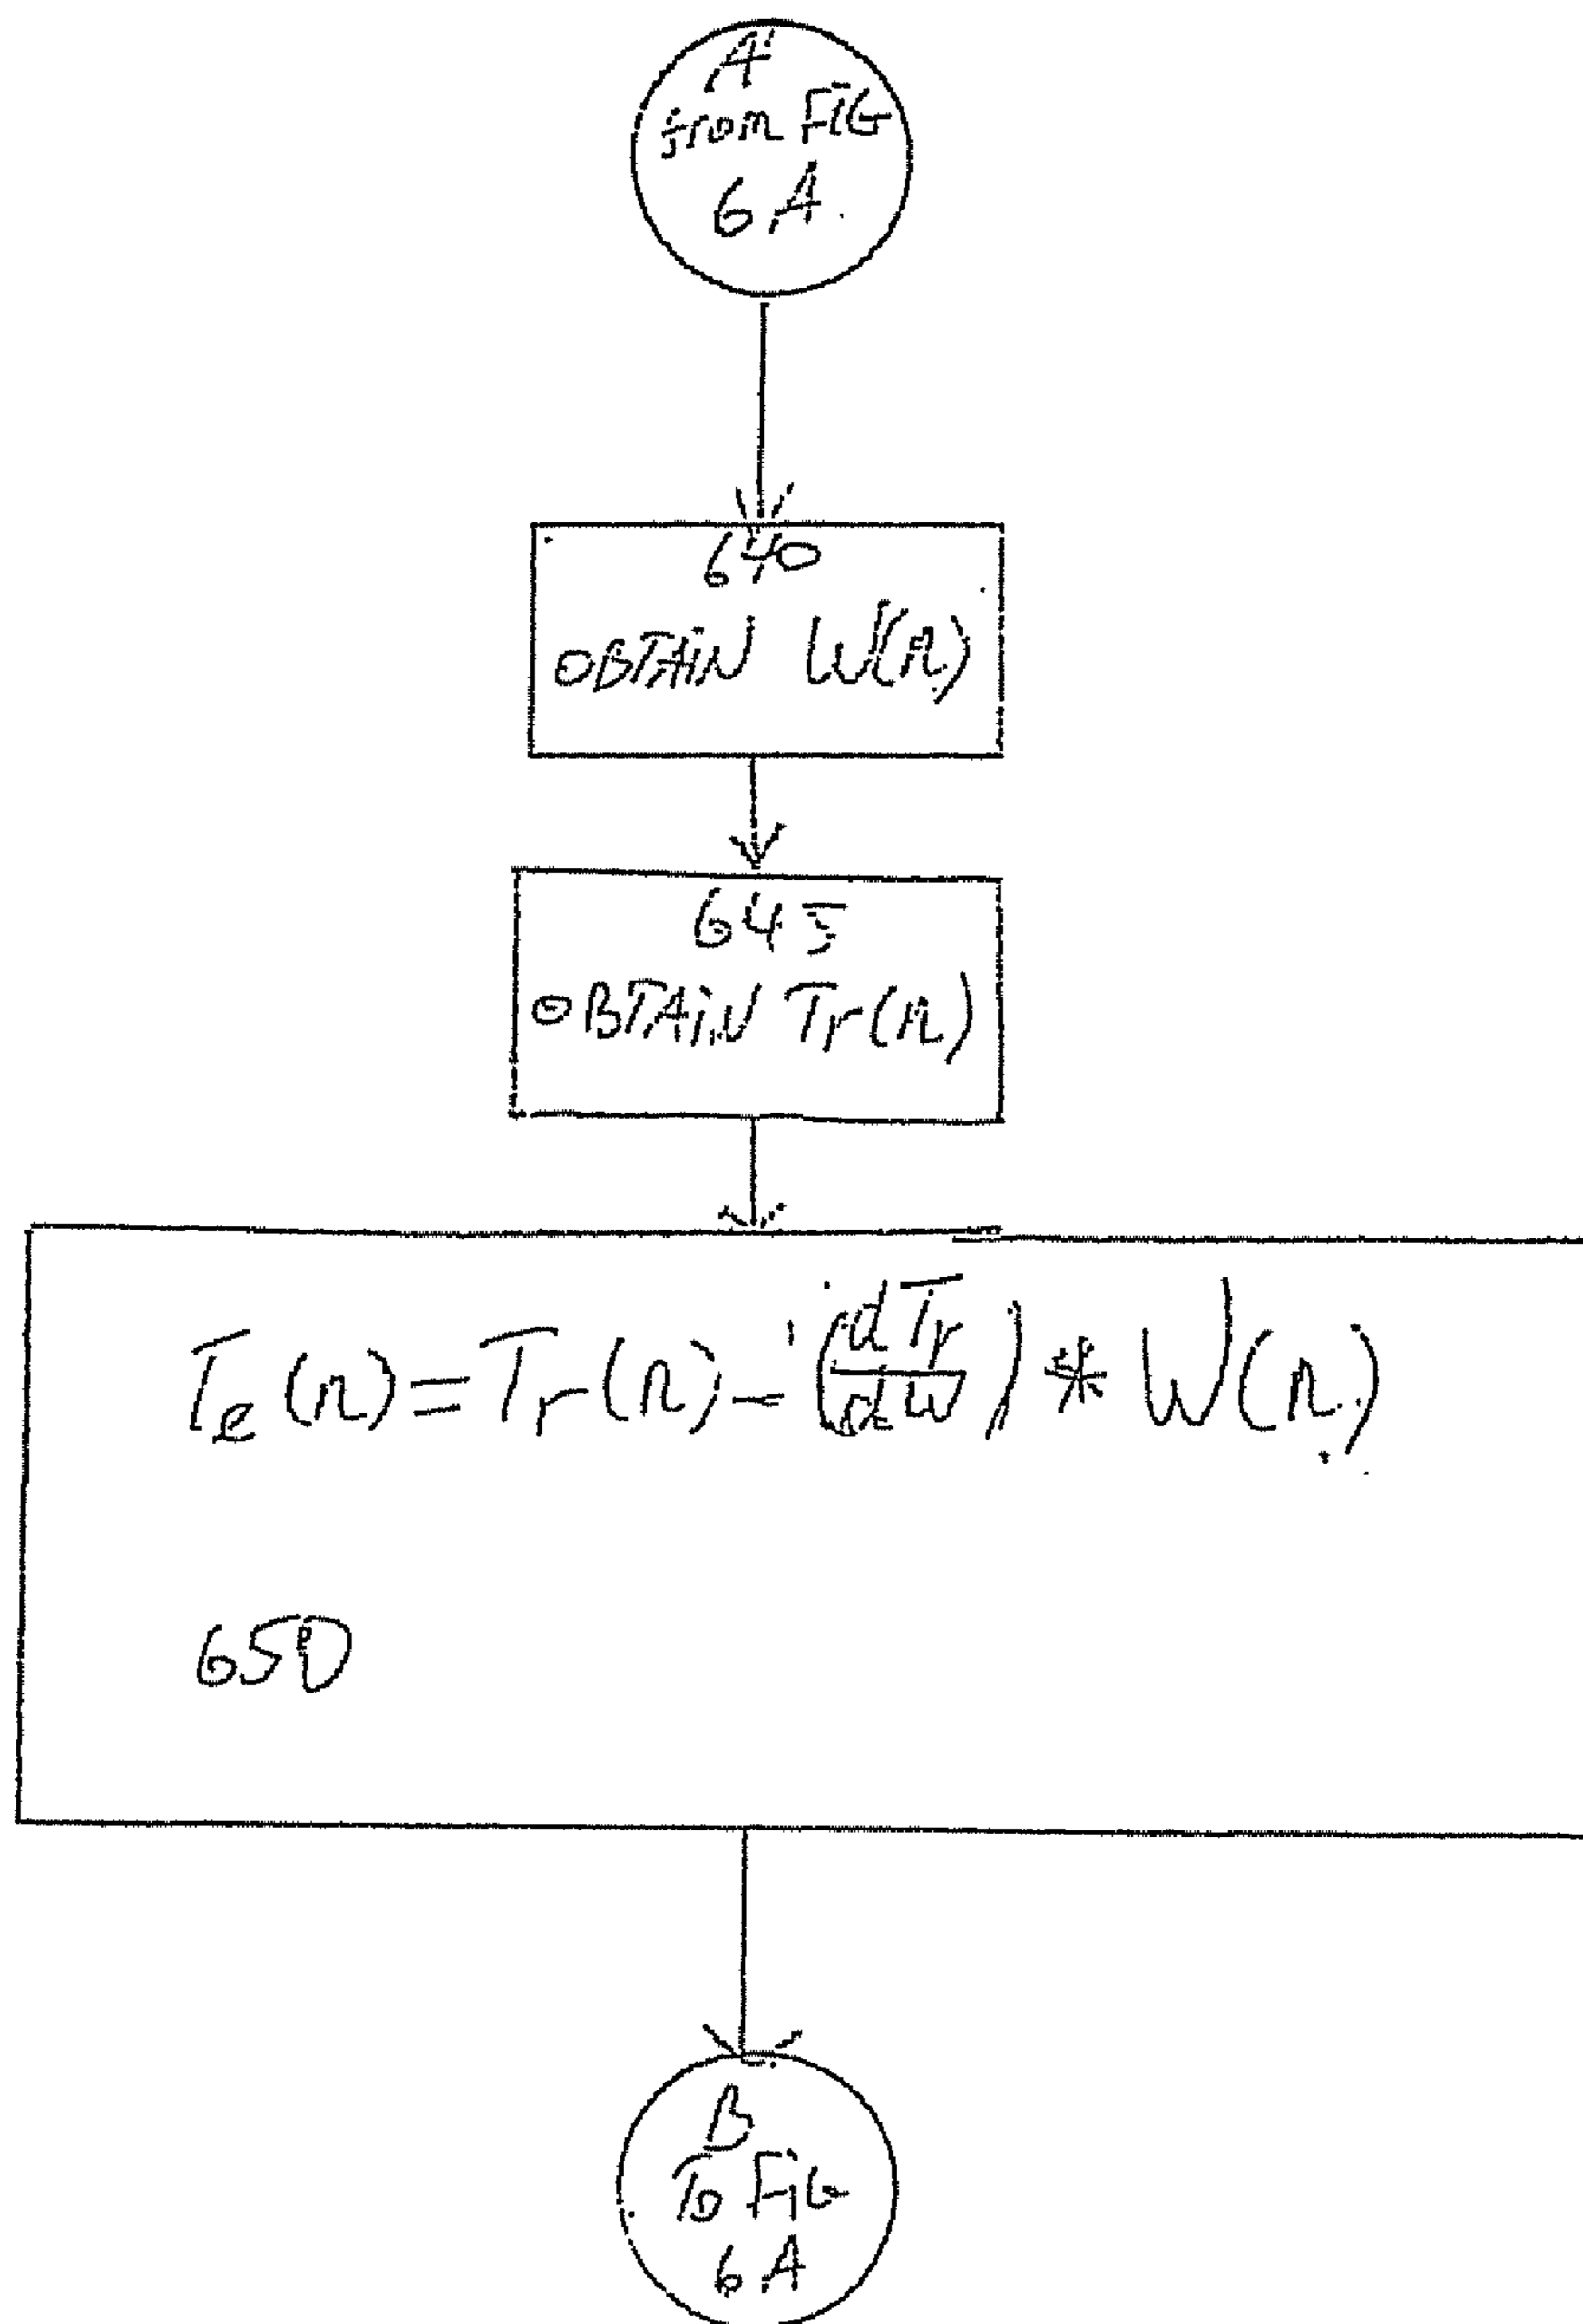 A
from FIG
6A
640
OBTAIN W(n)
645
OBTAIN Tr(n)
Te(n)=Tr(n)-(dTr/dW)*W(n)
650
B
To FiG
6A